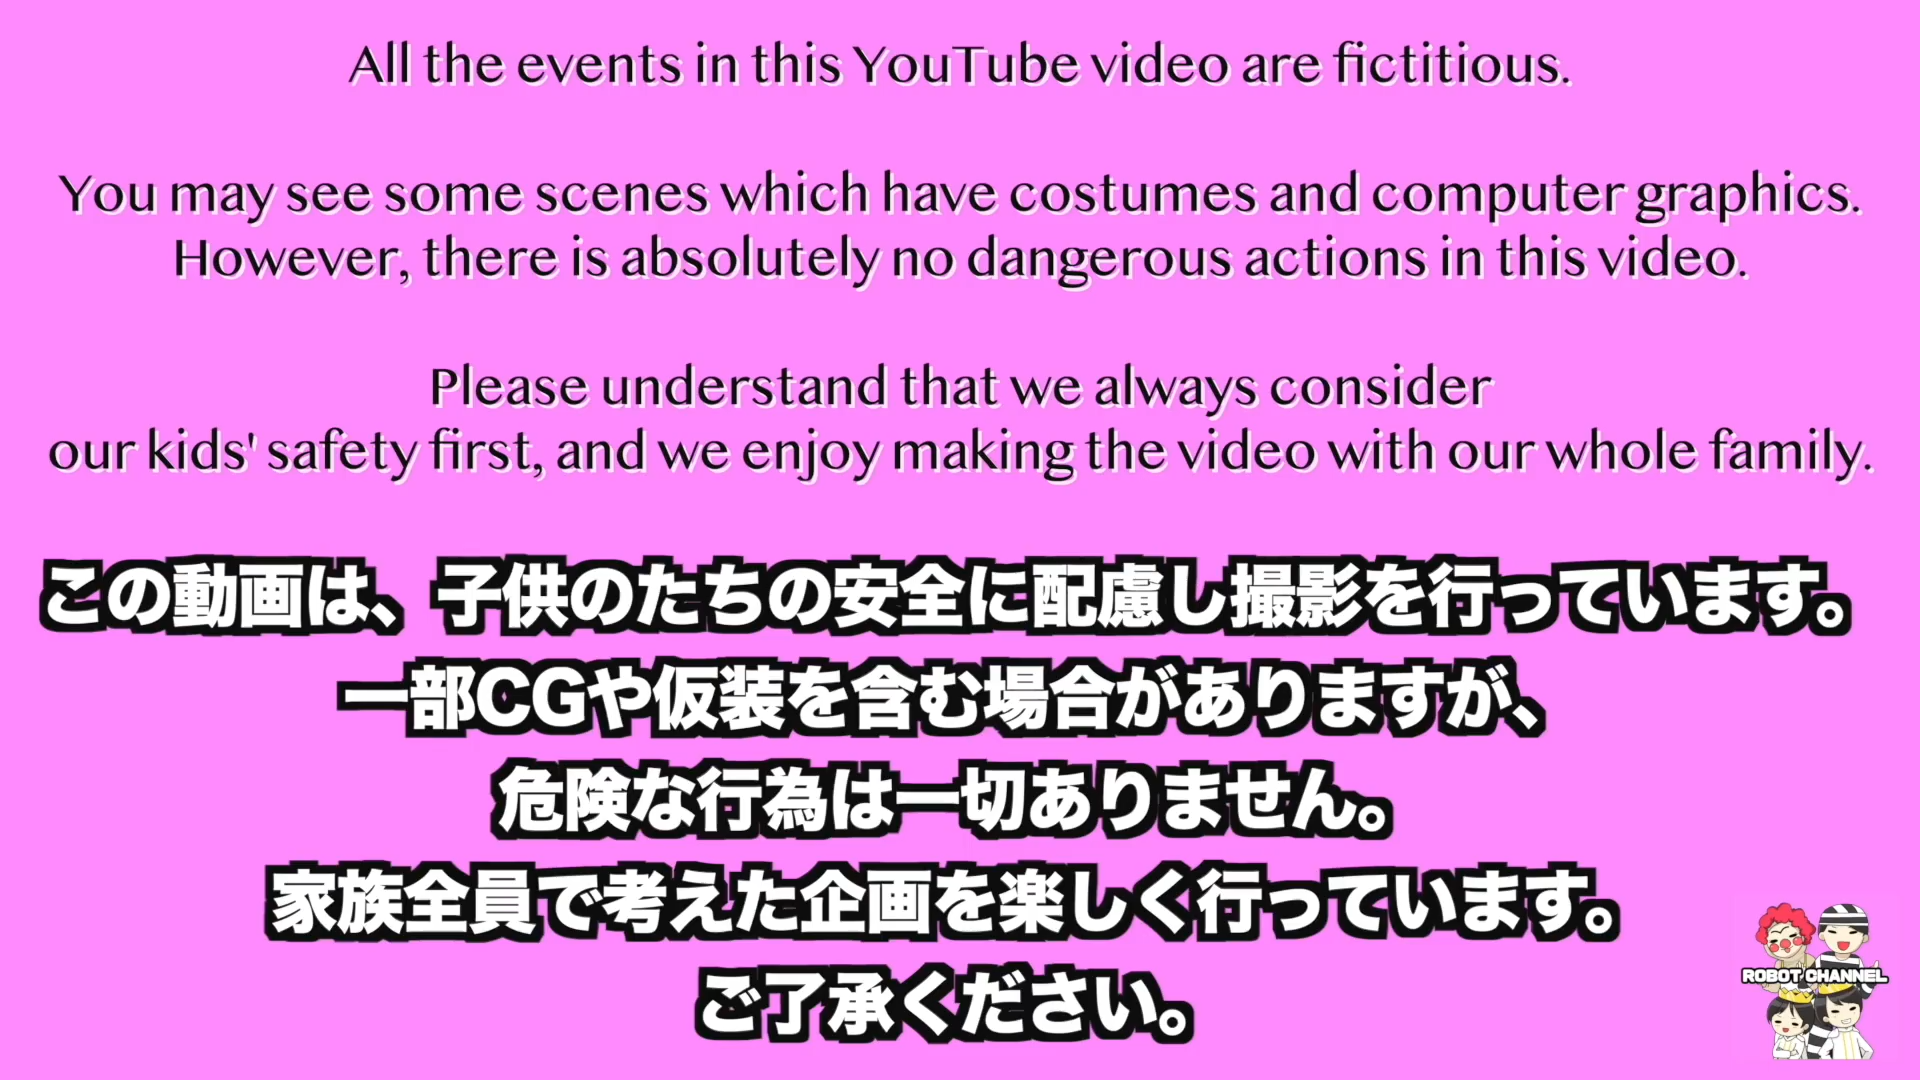 All the events in this YouTube video are fictitious.
You may see some scenes which have costumes and computer graphics.
However, there is absolutely no dangerous actions in this video.
Please understand that we always consider
our kids' safety first, and we enjoy making the video with our whole family.
この動画は、子供のたちの安全に配慮し撮影を行っています。
一部CGや仮装を含む場合がありますが、
危険な行為は一切ありません。
家族全員で考えた企画を楽しく行っています。
ご了承ください。
ROBOT CHANNEL